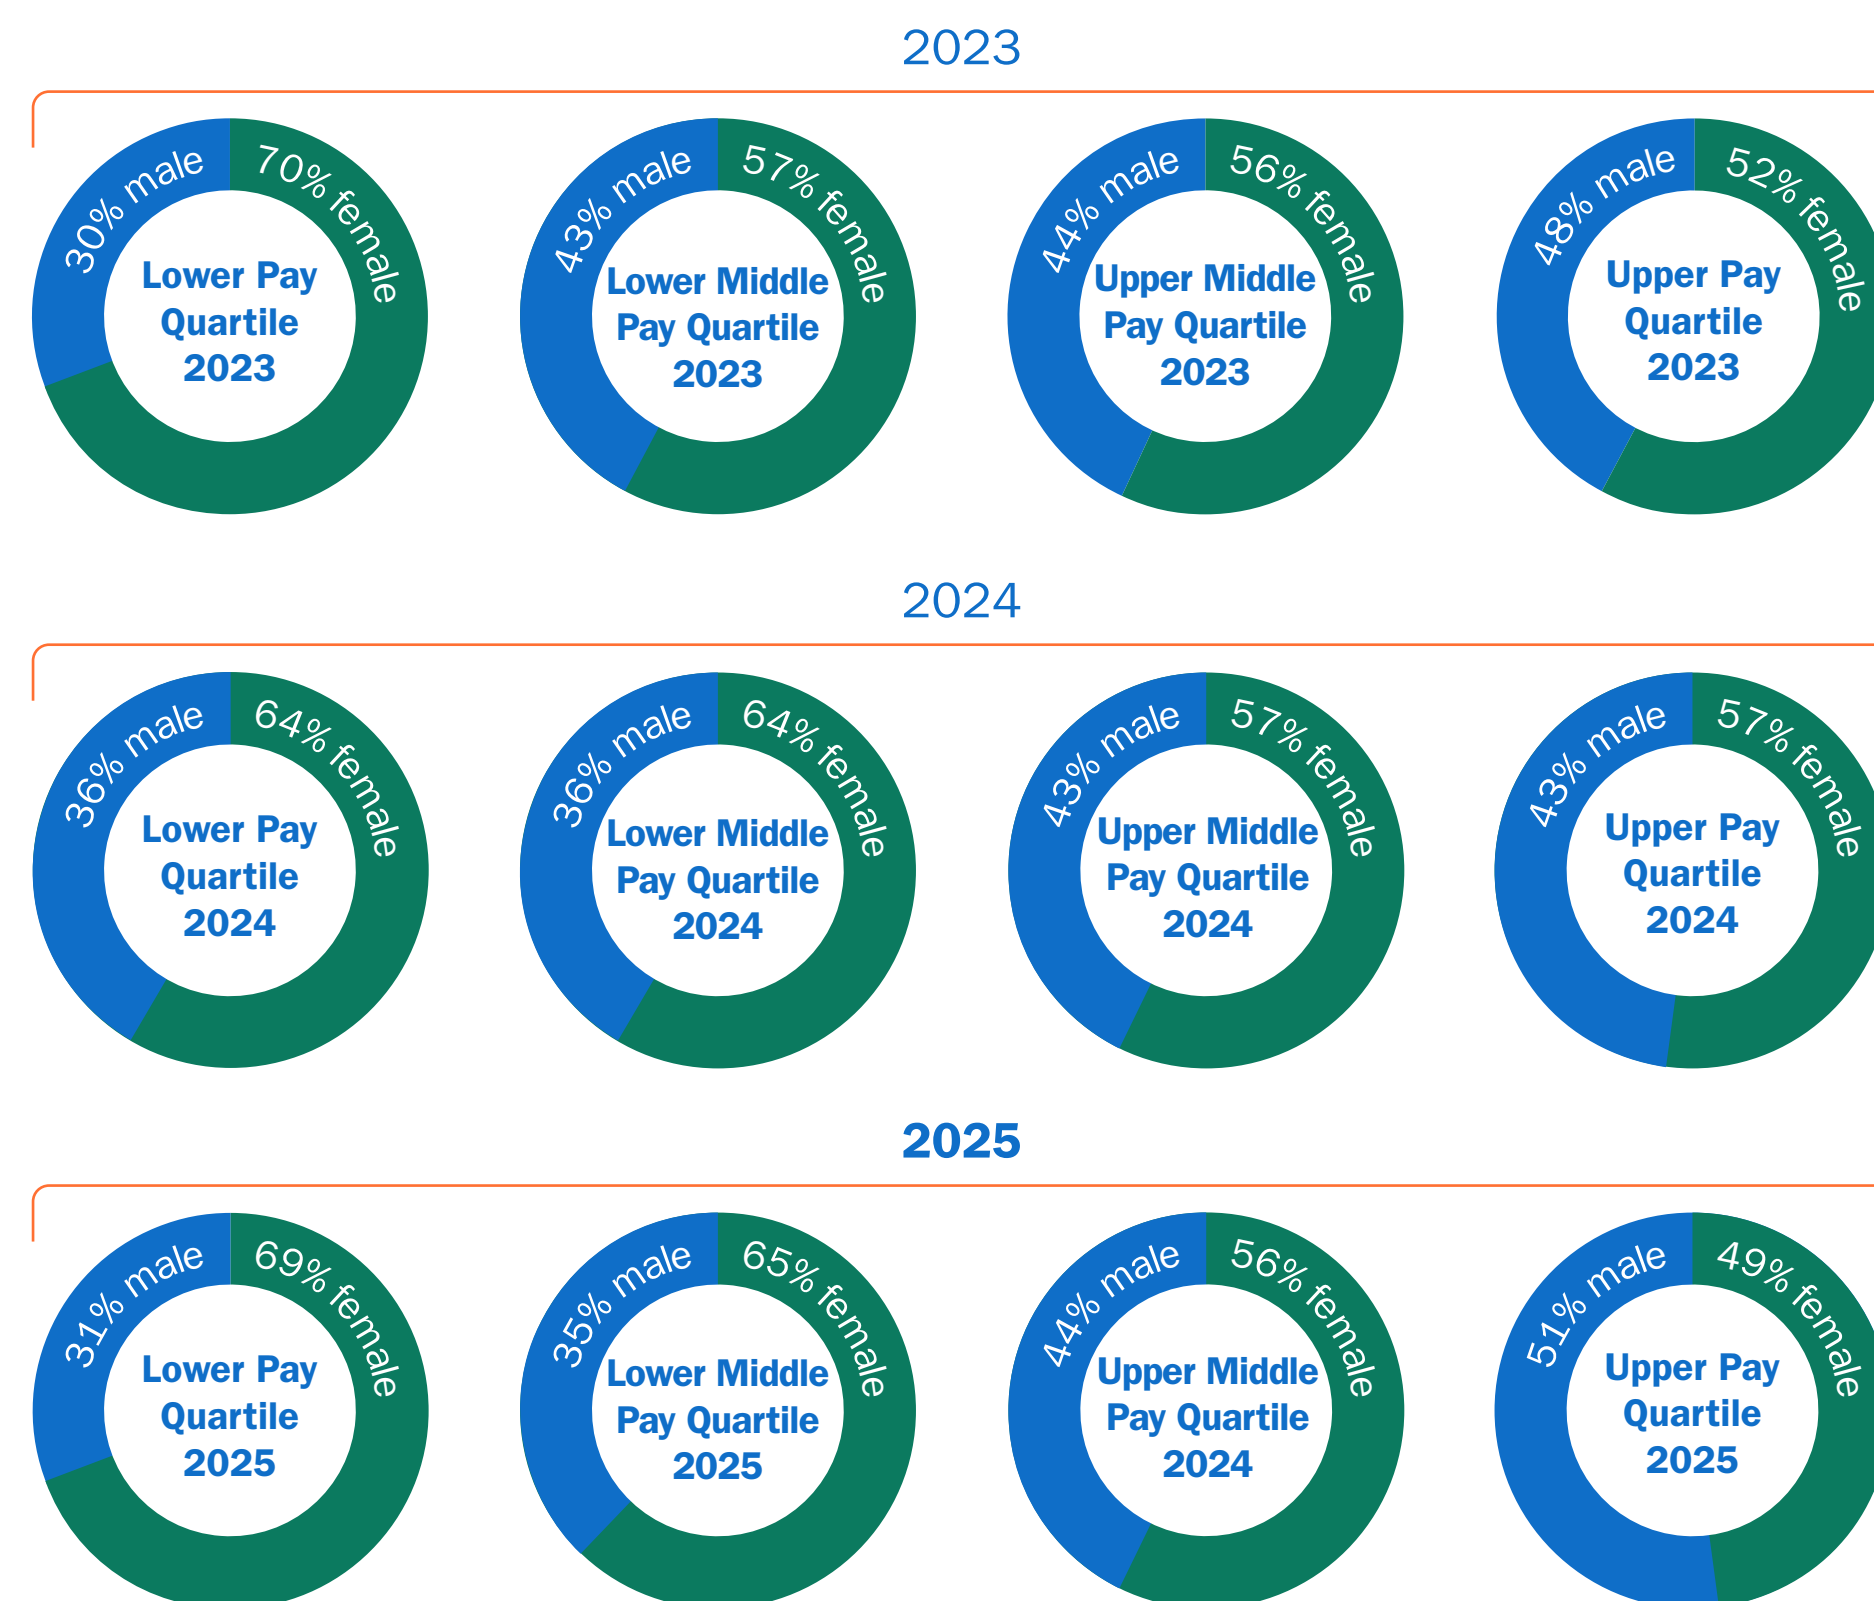 2023
30% male
70% female
Lower Pay
Quartile
2023
43% male
57% female
Lower Middle
Pay Quartile
2023
44% male
56% female
Upper Middle
Pay Quartile
2023
48% male
52% female
Upper Pay
Quartile
2023
2024
36% male
64% female
Lower Pay
Quartile
2024
36% male
64% female
Lower Middle
Pay Quartile
2024
43% male
57% female
Upper Middle
Pay Quartile
2024
43% male
57% female
Upper Pay
Quartile
2024
2025
31% male
69% female
Lower Pay
Quartile
2025
35% male
65% female
Lower Middle
Pay Quartile
2025
44% male
56% female
Upper Middle
Pay Quartile
2024
51% male
49% female
Upper Pay
Quartile
2025